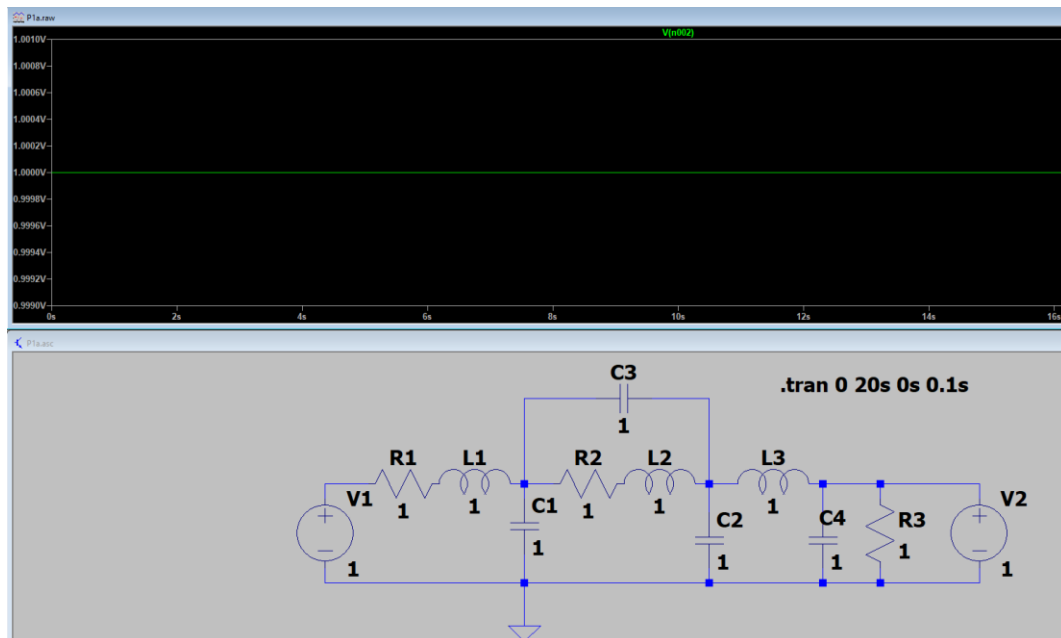 P1a.raw
V(n002)
1.0010V
1.0008V
1.0006V
1.0004V
1.0002V
1.0000V
0.9998V
0.9996V
0.9994V
0.9992V
0.9990V
0s 2s 4s 6s 8s 10s 12s 14s 16s
P1a.asc
C3
.tran 0 20s 0s 0.1s
1
R1 L1 R2 L2 L3
V1 C1 C2 C4 R3 V2
1 1 1 1 1
1 1 1 1 1 1